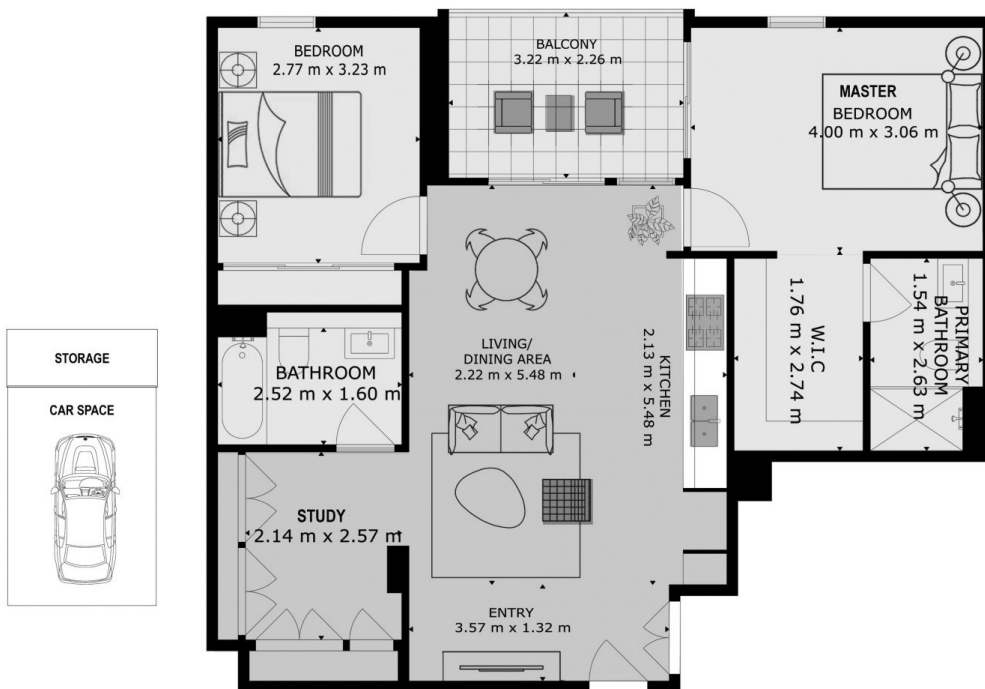 BEDROOM
2.77 m x 3.23 m
BALCONY
3.22 m x 2.26 m
MASTER
BEDROOM
4.00 m x 3.06 m
STORAGE
CAR SPACE
BATHROOM
2.52 m x 1.60 m
LIVING/
DINING AREA
2.22 m x 5.48 m
KITCHEN
2.13 m x 5.48 m
W.I.C
1.76 m x 2.74 m
PRIMARY
BATHROOM
1.54 m x 2.63 m
STUDY
2.14 m x 2.57 m
ENTRY
3.57 m x 1.32 m